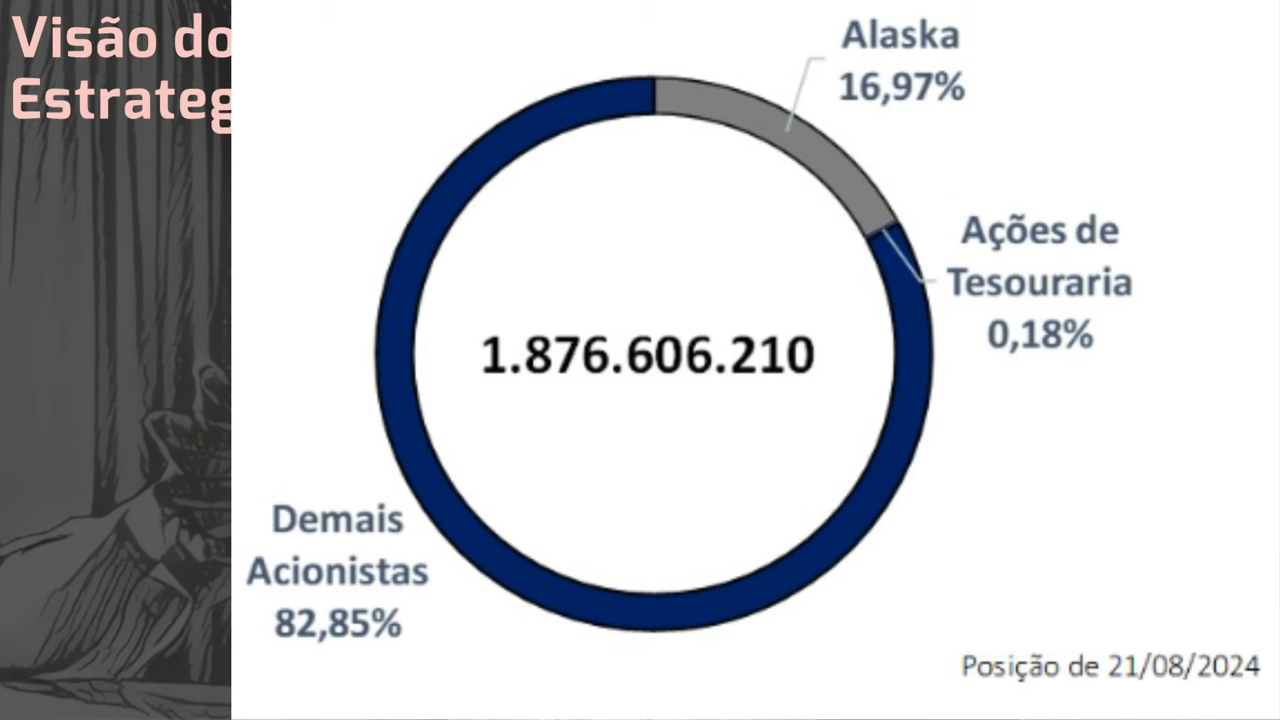 Visão do
Estrateg
Alaska
16,97%
Ações de
Tesouraria
0,18%
1.876.606.210
Demais
Acionistas
82,85%
Posição de 21/08/2024